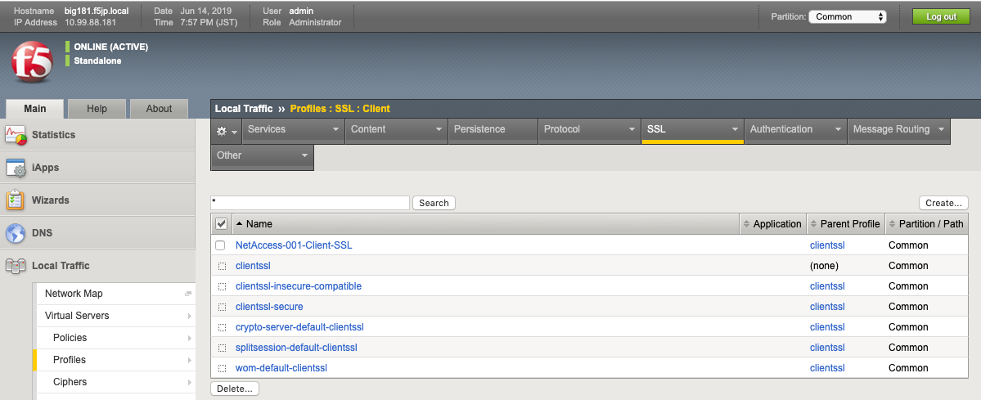 Hostname big181.f5jp.local Date Jun 14, 2019 User admin
IP Address 10.99.88.181 Time 7:57 PM (JST) Role Administrator
Partition: Common Log out
f5
ONLINE (ACTIVE)
Standalone
Main Help About
Local Traffic ›› Profiles : SSL : Client
Statistics
iApps
Wizards
DNS
Local Traffic
Network Map
Virtual Servers
Policies
Profiles
Ciphers
Services Content Persistence Protocol SSL Authentication Message Routing
Other
* Search Create...
Name Application Parent Profile Partition / Path
NetAccess-001-Client-SSL clientssl Common
clientssl (none) Common
clientssl-insecure-compatible clientssl Common
clientssl-secure clientssl Common
crypto-server-default-clientssl clientssl Common
splitsession-default-clientssl clientssl Common
wom-default-clientssl clientssl Common
Delete...